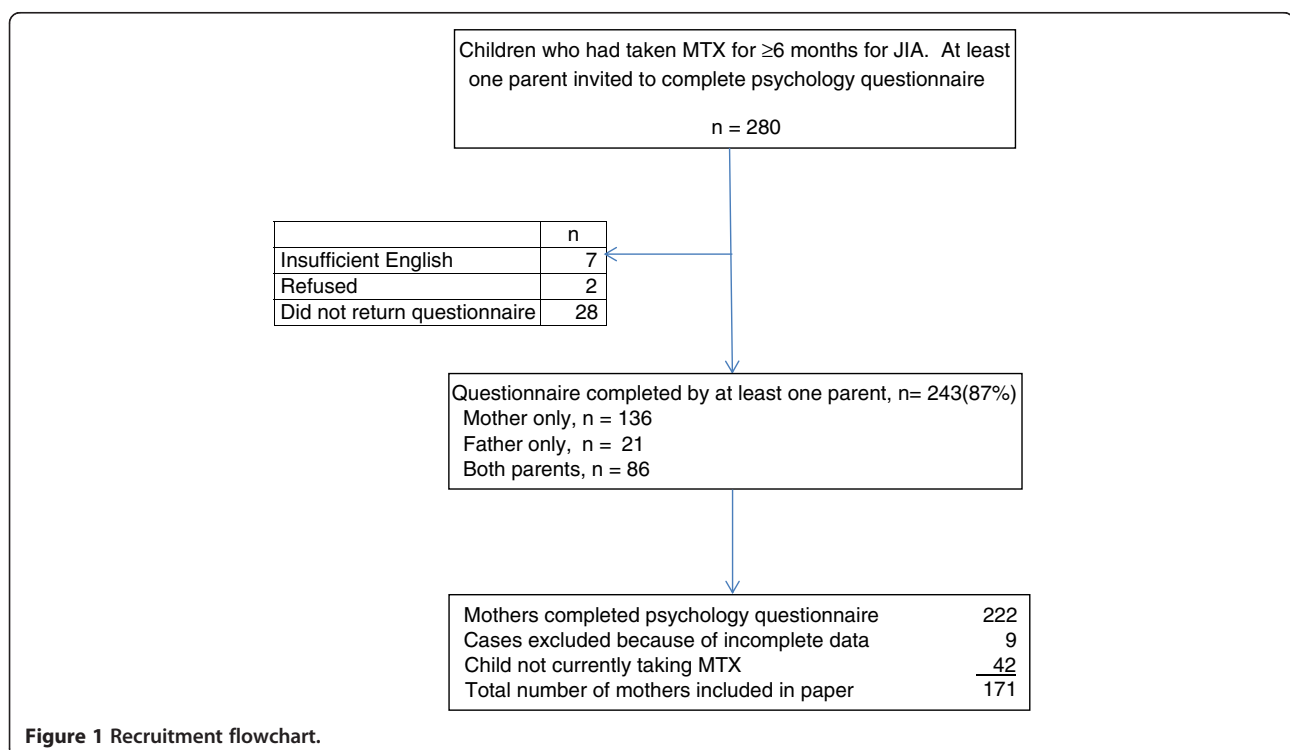 Children who had taken MTX for ≥6 months for JIA. At least
one parent invited to complete psychology questionnaire
n = 280
n
Insufficient English 7
Refused 2
Did not return questionnaire 28
Questionnaire completed by at least one parent, n= 243(87%)
Mother only, n = 136
Father only, n = 21
Both parents, n = 86
Mothers completed psychology questionnaire 222
Cases excluded because of incomplete data 9
Child not currently taking MTX 42
Total number of mothers included in paper 171
Figure 1 Recruitment flowchart.